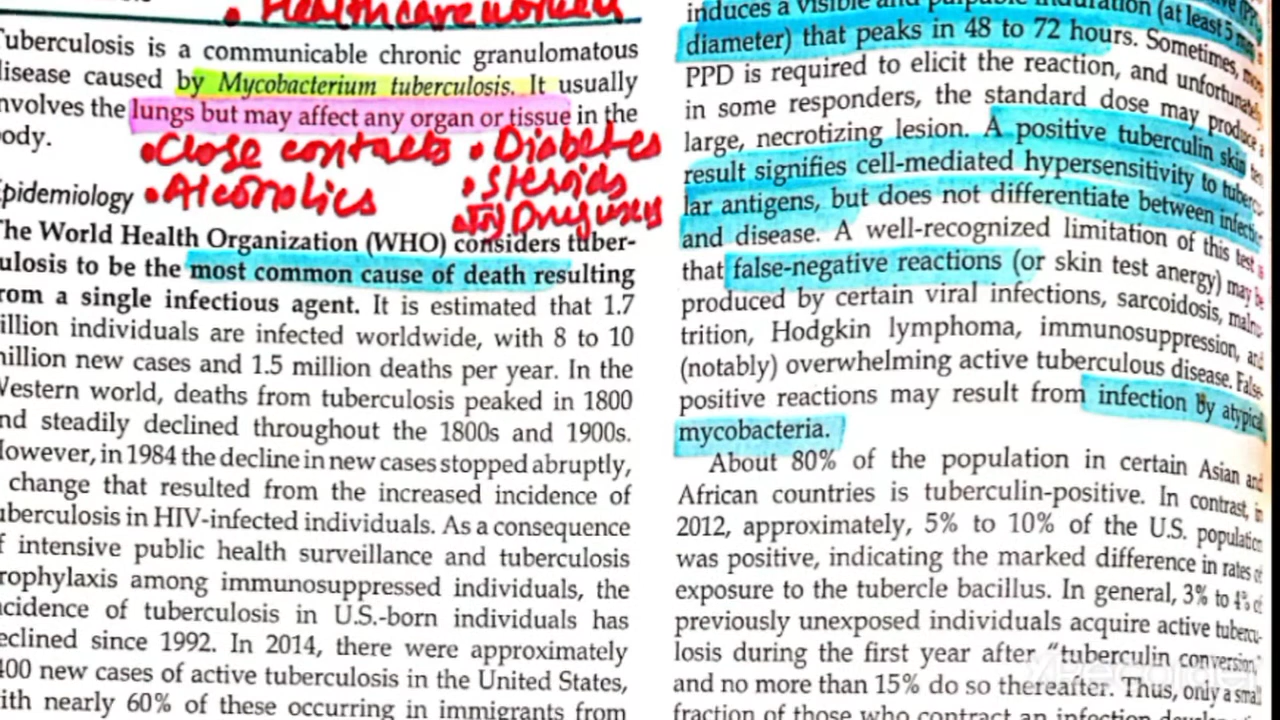 • Healthcare workers
Tuberculosis is a communicable chronic granulomatous
disease caused by Mycobacterium tuberculosis. It usually
involves the lungs but may affect any organ or tissue in the
body.
• Close contacts • Diabetes
• Alcoholics • Steroids
Epidemiology
• Drug users
The World Health Organization (WHO) considers tuber-
culosis to be the most common cause of death resulting
from a single infectious agent. It is estimated that 1.7
billion individuals are infected worldwide, with 8 to 10
million new cases and 1.5 million deaths per year. In the
Western world, deaths from tuberculosis peaked in 1800
and steadily declined throughout the 1800s and 1900s.
However, in 1984 the decline in new cases stopped abruptly,
a change that resulted from the increased incidence of
tuberculosis in HIV-infected individuals. As a consequence
of intensive public health surveillance and tuberculosis
prophylaxis among immunosuppressed individuals, the
incidence of tuberculosis in U.S.-born individuals has
declined since 1992. In 2014, there were approximately
400 new cases of active tuberculosis in the United States,
with nearly 60% of these occurring in immigrants from
induces a visible and palpable induration (at least 5 mm
diameter) that peaks in 48 to 72 hours. Sometimes, more
PPD is required to elicit the reaction, and unfortunately
in some responders, the standard dose may produce a
large, necrotizing lesion. A positive tuberculin skin test
result signifies cell-mediated hypersensitivity to tubercu-
lar antigens, but does not differentiate between infection
and disease. A well-recognized limitation of this test is
that false-negative reactions (or skin test anergy) may be
produced by certain viral infections, sarcoidosis, malnu-
trition, Hodgkin lymphoma, immunosuppression, and
(notably) overwhelming active tuberculous disease. False-
positive reactions may result from infection by atypical
mycobacteria.
About 80% of the population in certain Asian and
African countries is tuberculin-positive. In contrast, in
2012, approximately, 5% to 10% of the U.S. population
was positive, indicating the marked difference in rates of
exposure to the tubercle bacillus. In general, 3% to 4% of
previously unexposed individuals acquire active tubercu-
losis during the first year after "tuberculin conversion,"
and no more than 15% do so thereafter. Thus, only a small
fraction of those who contract an infection